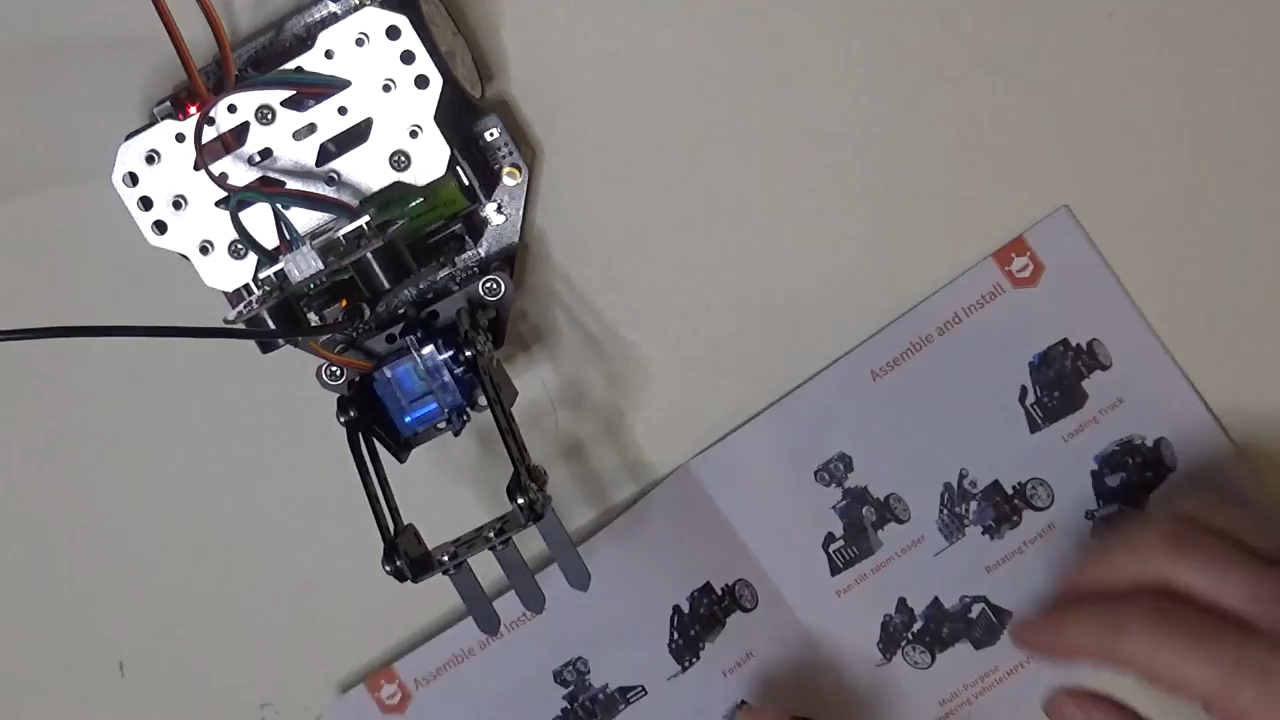 Assemble and Install
Forklift
Assemble and Install
Loading Truck
Pan-tilt-zoom Loader
Rotating Forklift
Multi-Purpose